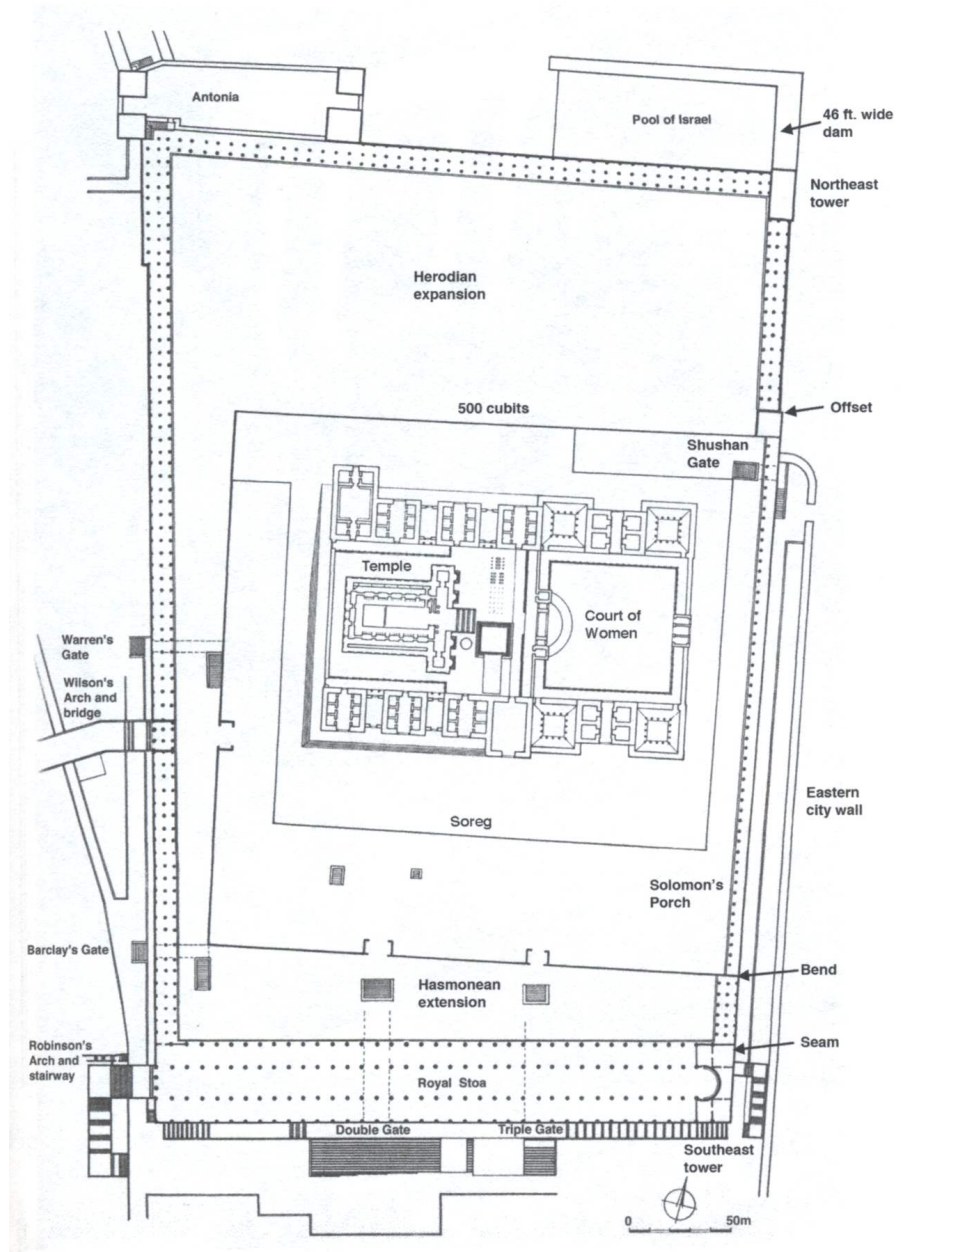 Antonia
Pool of Israel
46 ft. wide
dam
Northeast
tower
Herodian
expansion
500 cubits
Offset
Shushan
Gate
Temple
Court of
Women
Warren's
Gate
Wilson's
Arch and
bridge
Eastern
city wall
Soreg
Solomon's
Porch
Barclay's Gate
Bend
Hasmonean
extension
Robinson's
Arch and
stairway
Seam
Royal Stoa
Double Gate
Triple Gate
Southeast
tower
0 50m